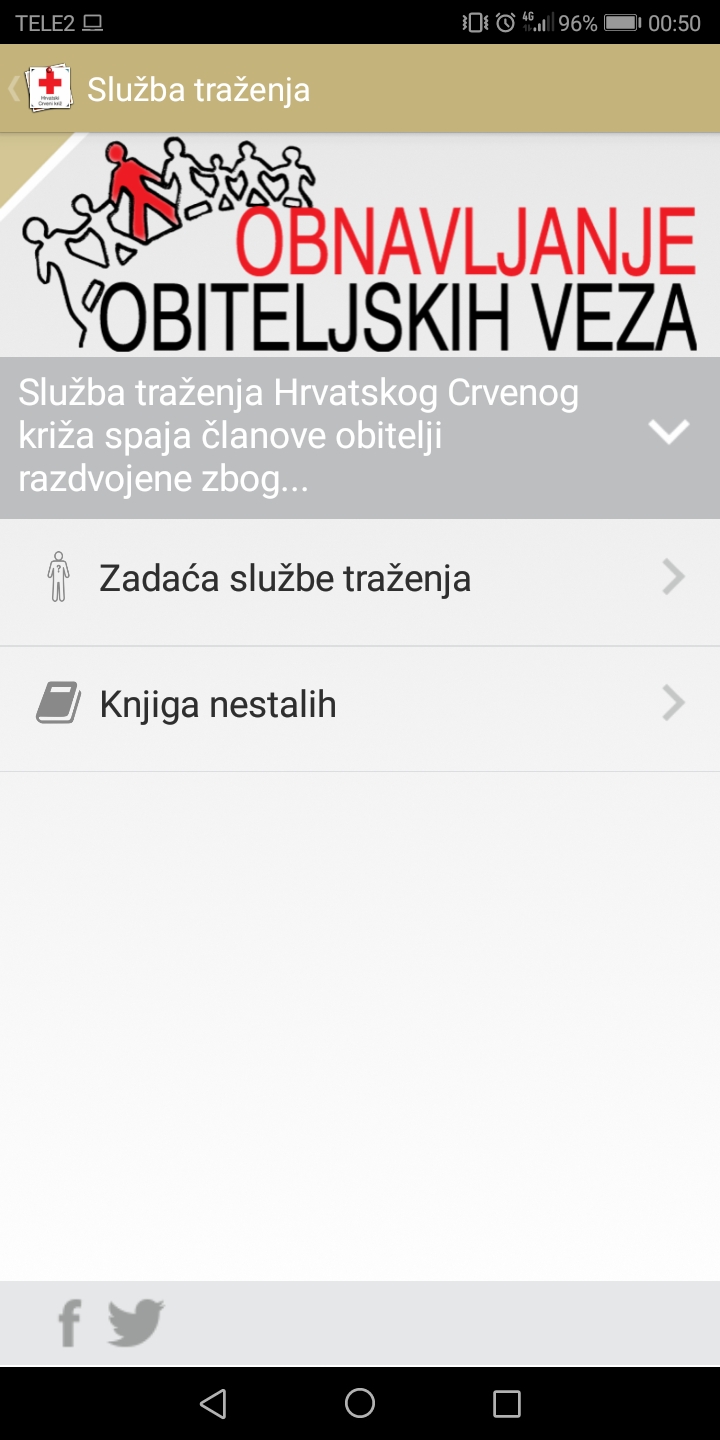 TELE2 4G 96% 00:50
Hrvatski
Crveni križ
Služba traženja
OBNAVLJANJE
OBITELJSKIH VEZA
Služba traženja Hrvatskog Crvenog
križa spaja članove obitelji
razdvojene zbog...
?
Zadaća službe traženja
Knjiga nestalih